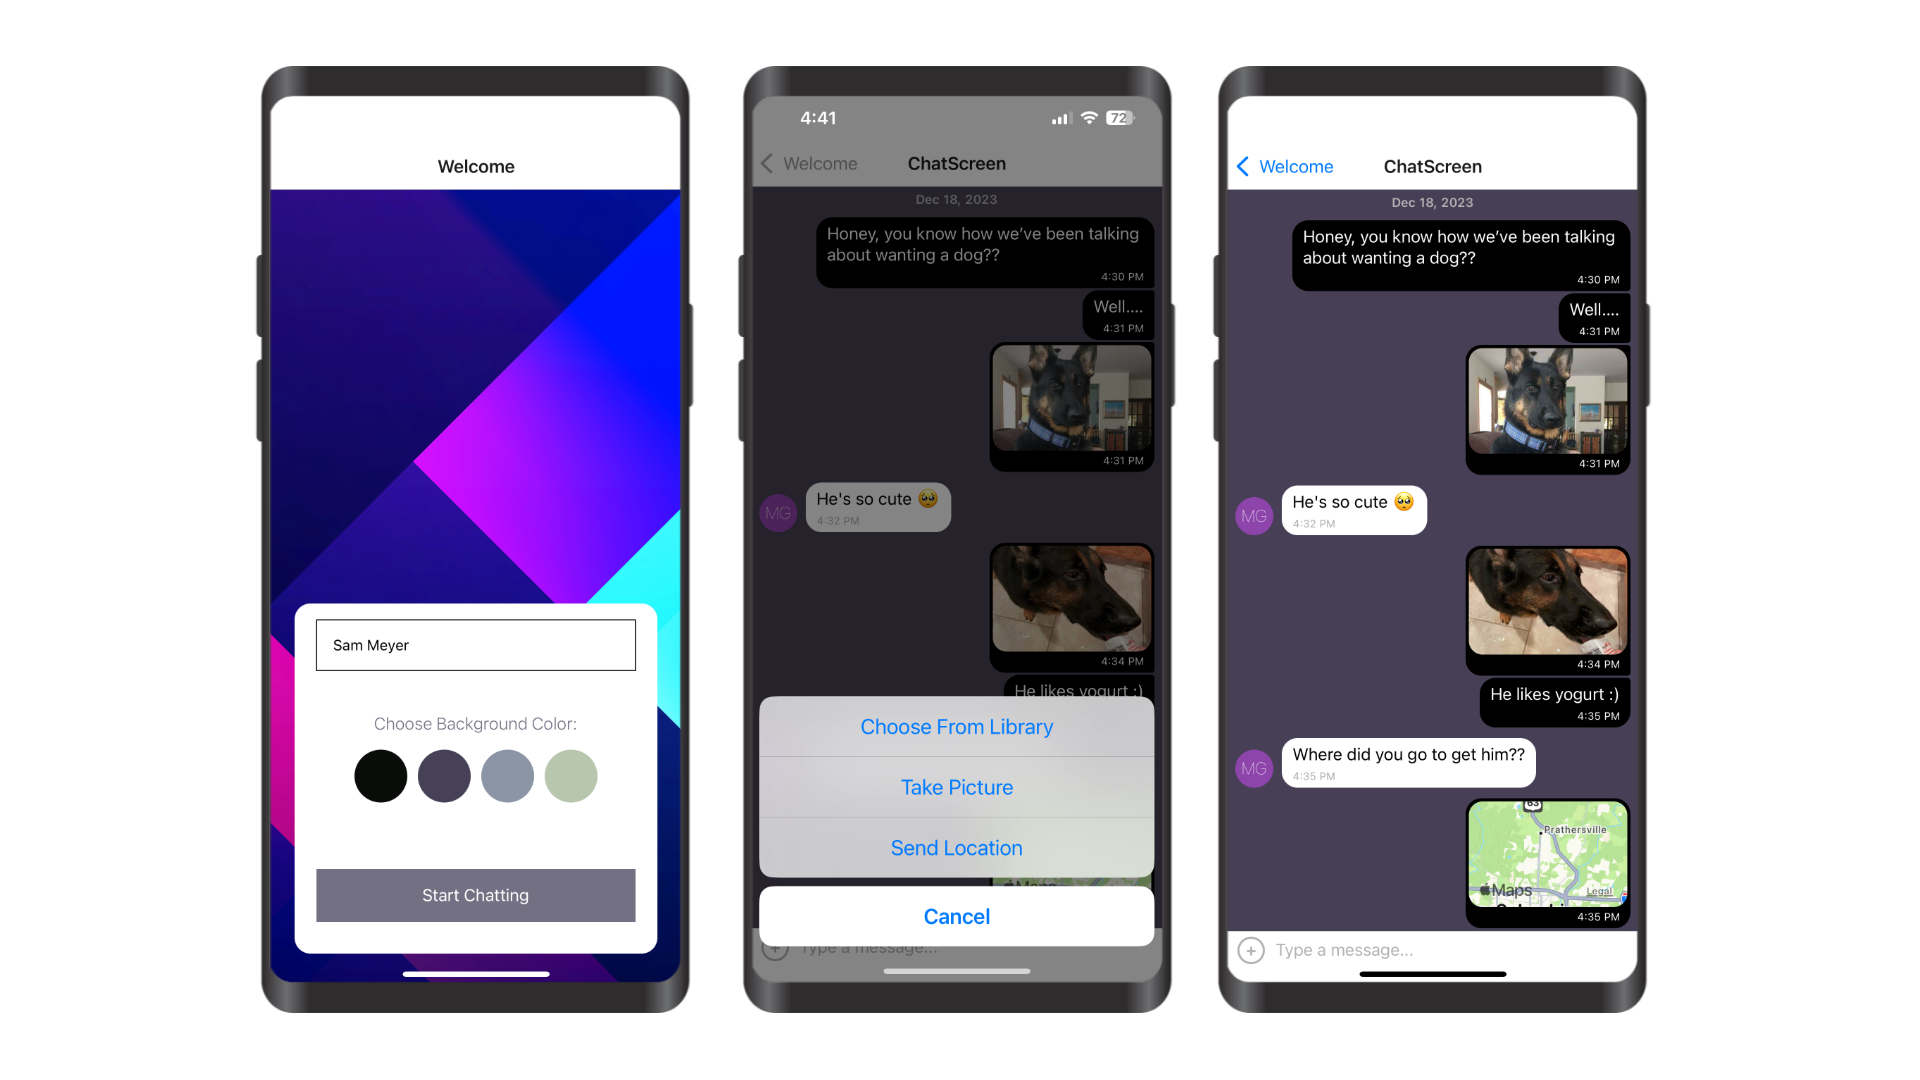 Welcome
Sam Meyer
Choose Background Color:
Start Chatting
4:41
72
Welcome
ChatScreen
Dec 18, 2023
Honey, you know how we've been talking
about wanting a dog??
4:30 PM
Well....
4:31 PM
4:31 PM
MG
He's so cute 🥺
4:32 PM
4:34 PM
He likes yogurt :)
Choose From Library
Take Picture
Send Location
Maps
Cancel
Type a message...
Welcome
ChatScreen
Dec 18, 2023
Honey, you know how we've been talking
about wanting a dog??
4:30 PM
Well....
4:31 PM
4:31 PM
MG
He's so cute 🥺
4:32 PM
4:34 PM
He likes yogurt :)
4:35 PM
MG
Where did you go to get him??
4:35 PM
63
Prathersville
Maps
Legal
4:35 PM
Type a message...